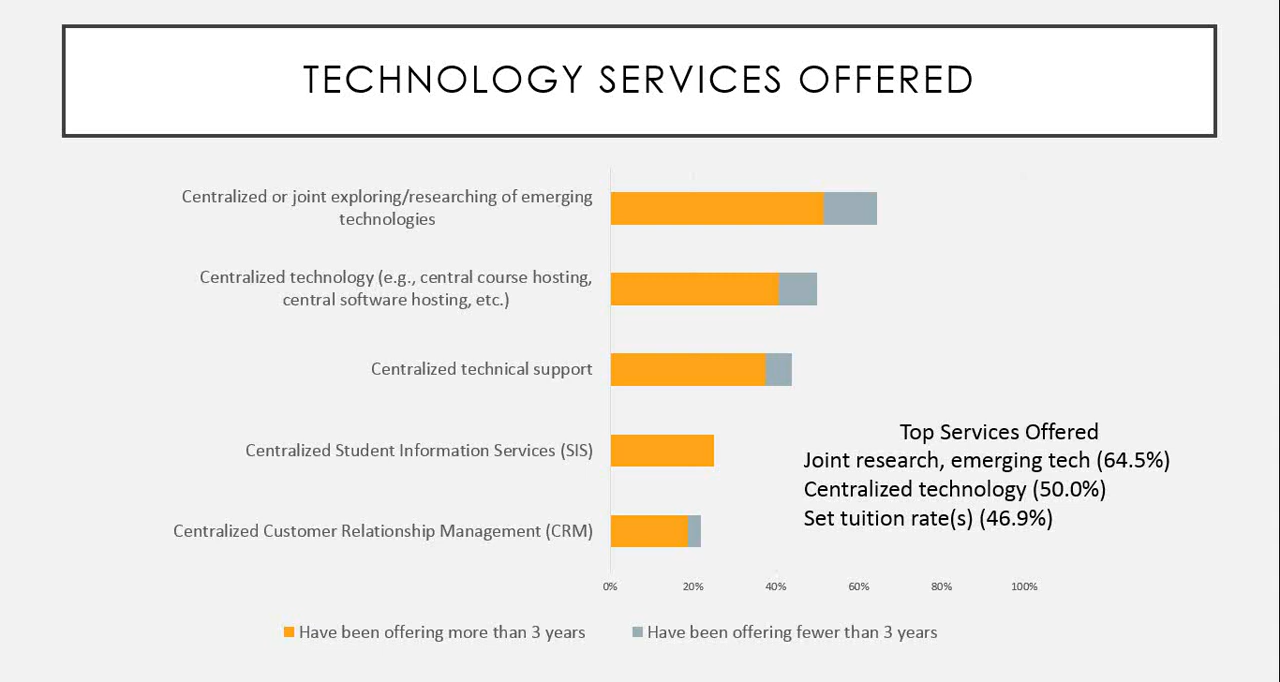 TECHNOLOGY SERVICES OFFERED
Centralized or joint exploring/researching of emerging
technologies
Centralized technology (e.g., central course hosting,
central software hosting, etc.)
Centralized technical support
Centralized Student Information Services (SIS)
Centralized Customer Relationship Management (CRM)
Top Services Offered
Joint research, emerging tech (64.5%)
Centralized technology (50.0%)
Set tuition rate(s) (46.9%)
0% 20% 40% 60% 80% 100%
Have been offering more than 3 years Have been offering fewer than 3 years